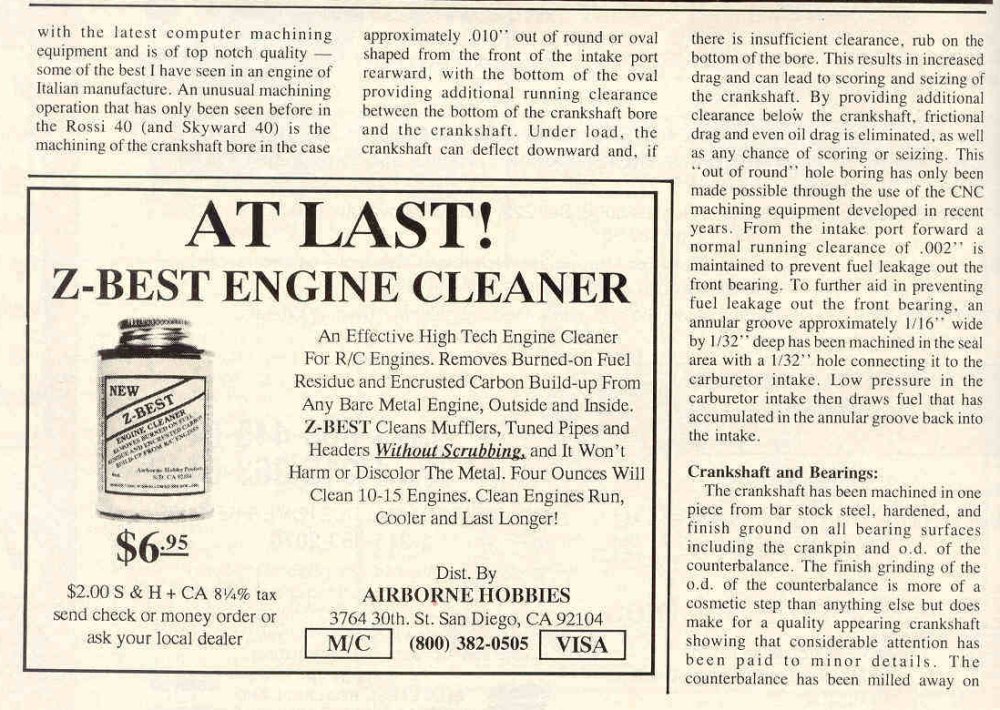 with the latest computer machining
equipment and is of top notch quality —
some of the best I have seen in an engine of
Italian manufacture. An unusual machining
operation that has only been seen before in
the Rossi 40 (and Skyward 40) is the
machining of the crankshaft bore in the case
approximately .010'' out of round or oval
shaped from the front of the intake port
rearward, with the bottom of the oval
providing additional running clearance
between the bottom of the crankshaft bore
and the crankshaft. Under load, the
crankshaft can deflect downward and, if
there is insufficient clearance, rub on the
bottom of the bore. This results in increased
drag and can lead to scoring and seizing of
the crankshaft. By providing additional
clearance below the crankshaft, frictional
drag and even oil drag is eliminated, as well
as any chance of scoring or seizing. This
``out of round'' hole boring has only been
made possible through the use of the CNC
machining equipment developed in recent
years. From the intake port forward a
normal running clearance of .002'' is
maintained to prevent fuel leakage out the
front bearing. To further aid in preventing
fuel leakage out the front bearing, an
annular groove approximately 1/16'' wide
by 1/32'' deep has been machined in the seal
area with a 1/32'' hole connecting it to the
carburetor intake. Low pressure in the
carburetor intake then draws fuel that has
accumulated in the annular groove back into
the intake.
Crankshaft and Bearings:
The crankshaft has been machined in one
piece from bar stock steel, hardened, and
finish ground on all bearing surfaces
including the crankpin and o.d. of the
counterbalance. The finish grinding of the
o.d. of the counterbalance is more of a
cosmetic step than anything else but does
make for a quality appearing crankshaft
showing that considerable attention has
been paid to minor details. The
counterbalance has been milled away on
AT LAST!
Z-BEST ENGINE CLEANER
NEW
Z-BEST
ENGINE CLEANER
REMOVES BURNED ON FUEL
RESIDUE AND ENCRUSTED CARBON
BUILD-UP FROM R/C ENGINES
Airborne Hobby Products
S.D. CA 92104
An Effective High Tech Engine Cleaner
For R/C Engines. Removes Burned-on Fuel
Residue and Encrusted Carbon Build-up From
Any Bare Metal Engine, Outside and Inside.
Z-BEST Cleans Mufflers, Tuned Pipes and
Headers Without Scrubbing, and It Won't
Harm or Discolor The Metal. Four Ounces Will
Clean 10-15 Engines. Clean Engines Run,
Cooler and Last Longer!
$6.95
$2.00 S & H + CA 8¼% tax
send check or money order or
ask your local dealer
Dist. By
AIRBORNE HOBBIES
3764 30th. St. San Diego, CA 92104
M/C (800) 382-0505 VISA